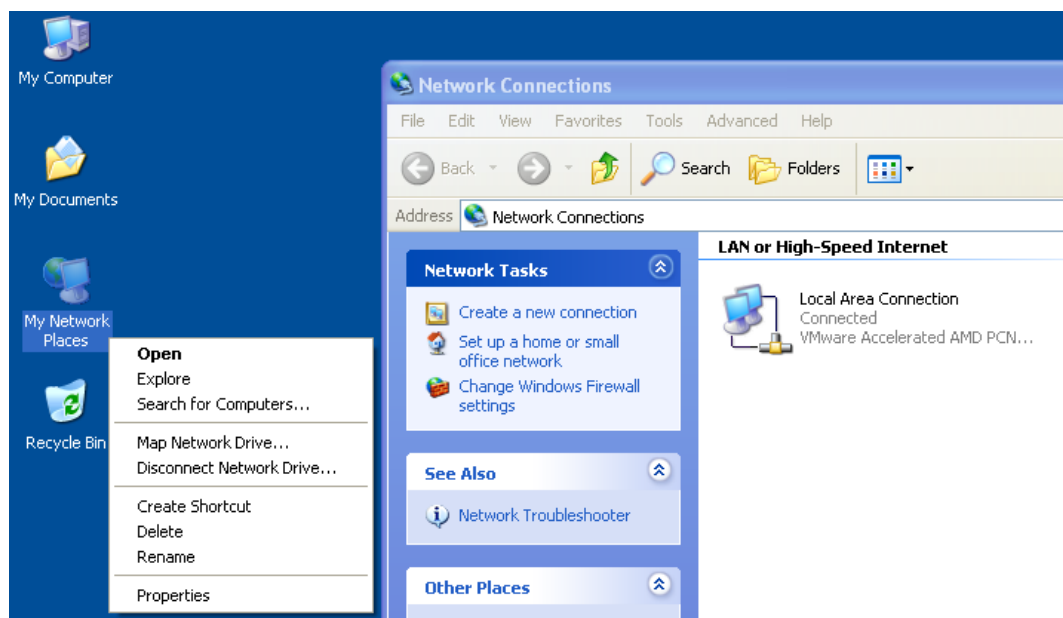 My Computer
My Documents
My Network
Places
Recycle Bin
Open
Explore
Search for Computers...
Map Network Drive...
Disconnect Network Drive...
Create Shortcut
Delete
Rename
Properties
Network Connections
File Edit View Favorites Tools Advanced Help
Back Search Folders
Address Network Connections
Network Tasks
Create a new connection
Set up a home or small
office network
Change Windows Firewall
settings
See Also
Network Troubleshooter
Other Places
LAN or High-Speed Internet
Local Area Connection
Connected
VMware Accelerated AMD PCN...